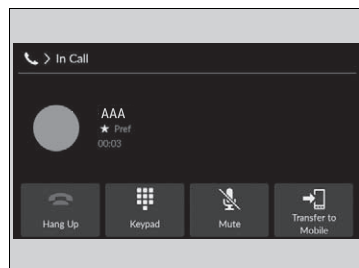 > In Call
AAA
★ Pref
00:03
Hang Up
Keypad
Mute
Transfer to
Mobile